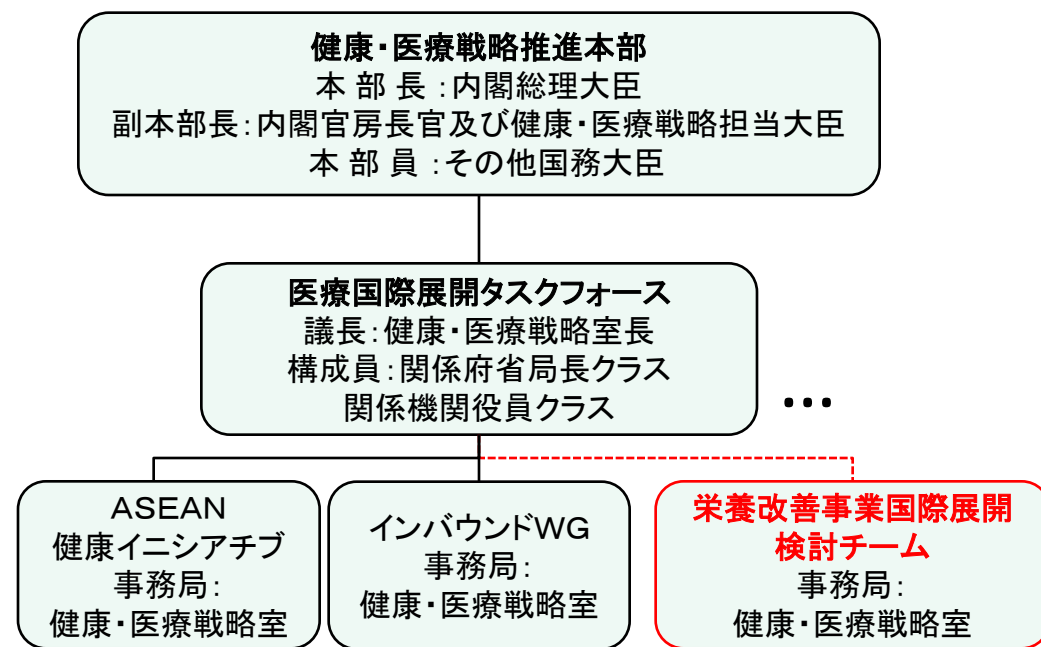 健康・医療戦略推進本部
本 部 長 ：内閣総理大臣
副本部長：内閣官房長官及び健康・医療戦略担当大臣
本 部 員 ：その他国務大臣
医療国際展開タスクフォース
議長：健康・医療戦略室長
構成員：関係府省局長クラス
関係機関役員クラス
…
ＡＳＥＡＮ
健康イニシアチブ
事務局：
健康・医療戦略室
インバウンドＷＧ
事務局：
健康・医療戦略室
栄養改善事業国際展開
検討チーム
事務局：
健康・医療戦略室